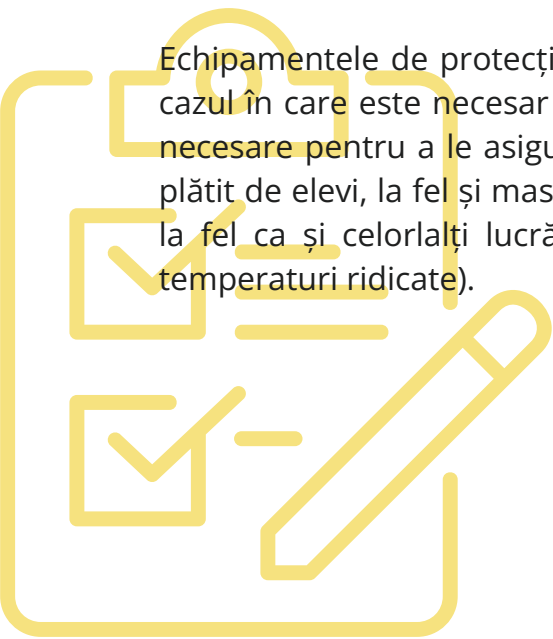 Echipamentele de protecți
cazul în care este necesar
necesare pentru a le asigu
plătit de elevi, la fel și mas
la fel ca și celorlalți lucră
temperaturi ridicate).